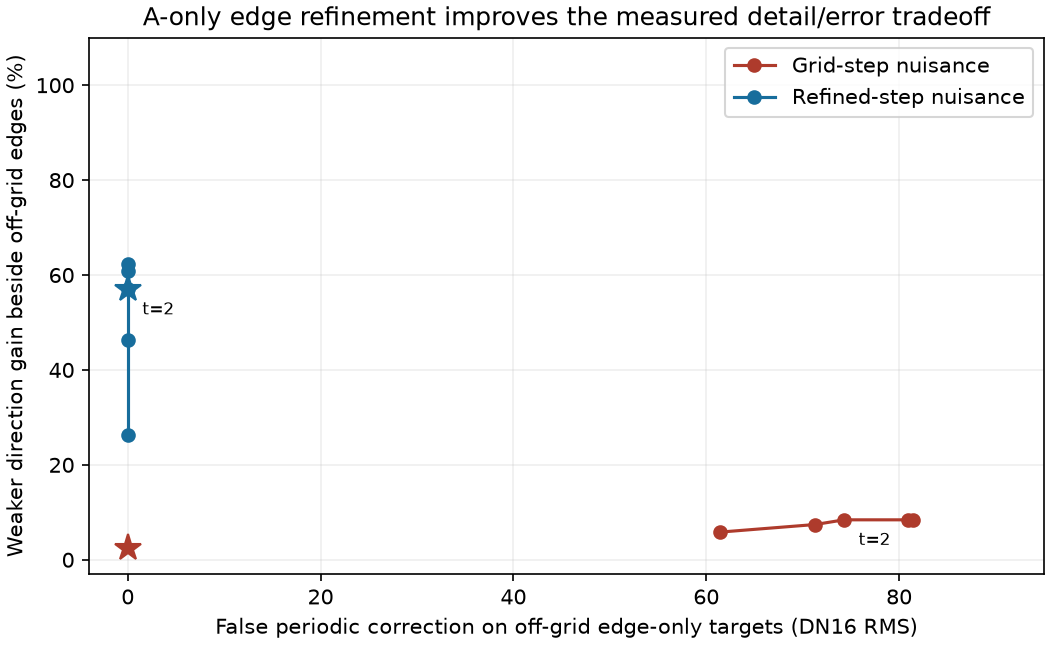 A-only edge refinement improves the measured detail/error tradeoff
Weaker direction gain beside off-grid edges (%)
100
80
60
40
20
0
Grid-step nuisance
Refined-step nuisance
t=2
t=2
0 20 40 60 80
False periodic correction on off-grid edge-only targets (DN16 RMS)